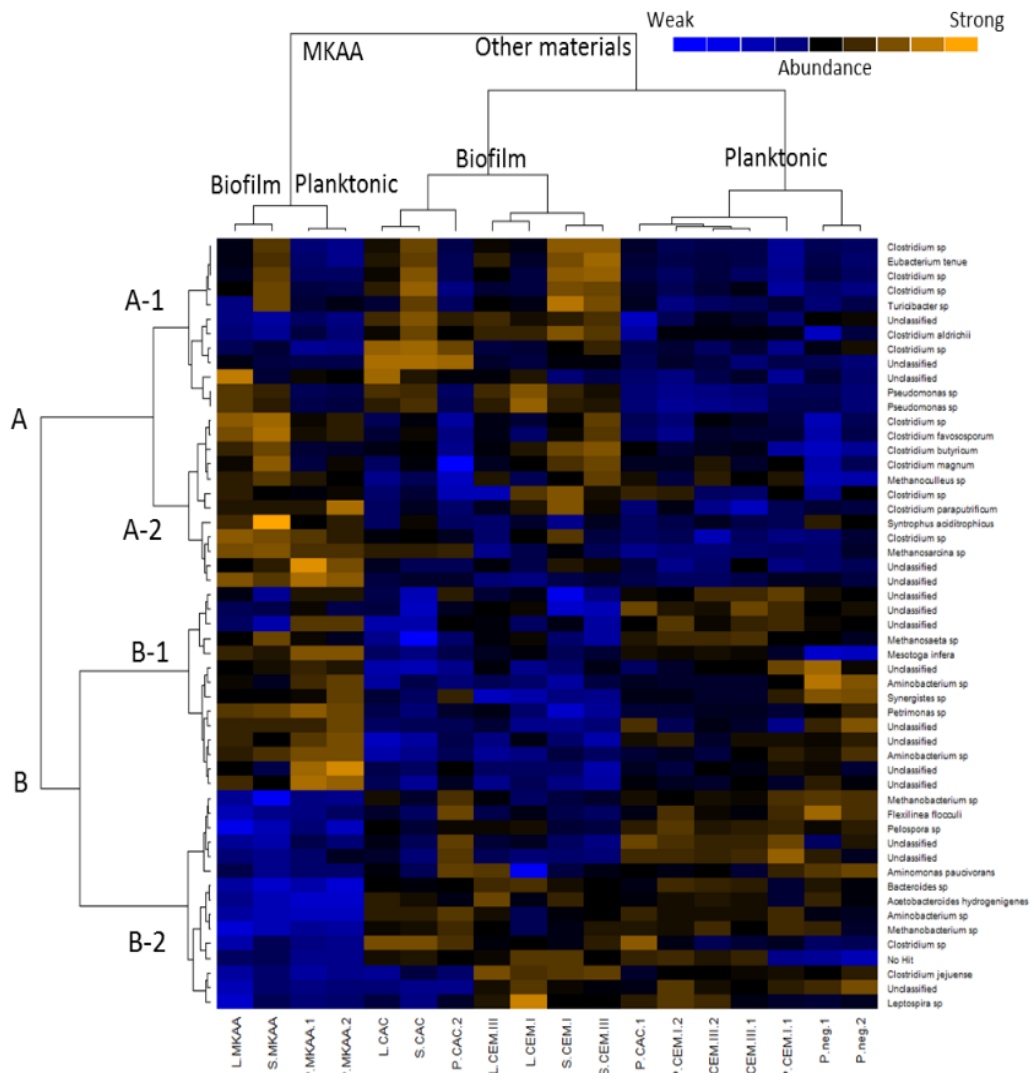 Weak
Strong
Abundance
MKAA
Other materials
Biofilm
Planktonic
Biofilm
Planktonic
A
A-1
A-2
B
B-1
B-2
Clostridium sp
Eubacterium tenue
Clostridium sp
Clostridium sp
Turicibacter sp
Unclassified
Clostridium aldrichii
Clostridium sp
Unclassified
Unclassified
Pseudomonas sp
Pseudomonas sp
Clostridium sp
Clostridium favososporum
Clostridium butyricum
Clostridium magnum
Methanoculleus sp
Clostridium sp
Clostridium paraputrificum
Syntrophus aciditrophicus
Clostridium sp
Methanosarcina sp
Unclassified
Unclassified
Unclassified
Unclassified
Unclassified
Methanosaeta sp
Mesotoga infera
Unclassified
Aminobacterium sp
Synergistes sp
Petrimonas sp
Unclassified
Unclassified
Aminobacterium sp
Unclassified
Unclassified
Methanobacterium sp
Flexilinea flocculi
Pelospora sp
Unclassified
Unclassified
Aminomonas paucivorans
Bacteroides sp
Acetobacteroides hydrogenigenes
Aminobacterium sp
Methanobacterium sp
Clostridium sp
No Hit
Clostridium jejuense
Unclassified
Leptospira sp
L.MKAA
S.MKAA
P.MKAA.1
P.MKAA.2
L.CAC
S.CAC
P.CAC.2
L.CEM.III
L.CEM.I
S.CEM.I
S.CEM.III
P.CAC.1
P.CEM.I.2
.CEM.III.2
.CEM.III.1
P.CEM.I.1
P.neg.1
P.neg.2